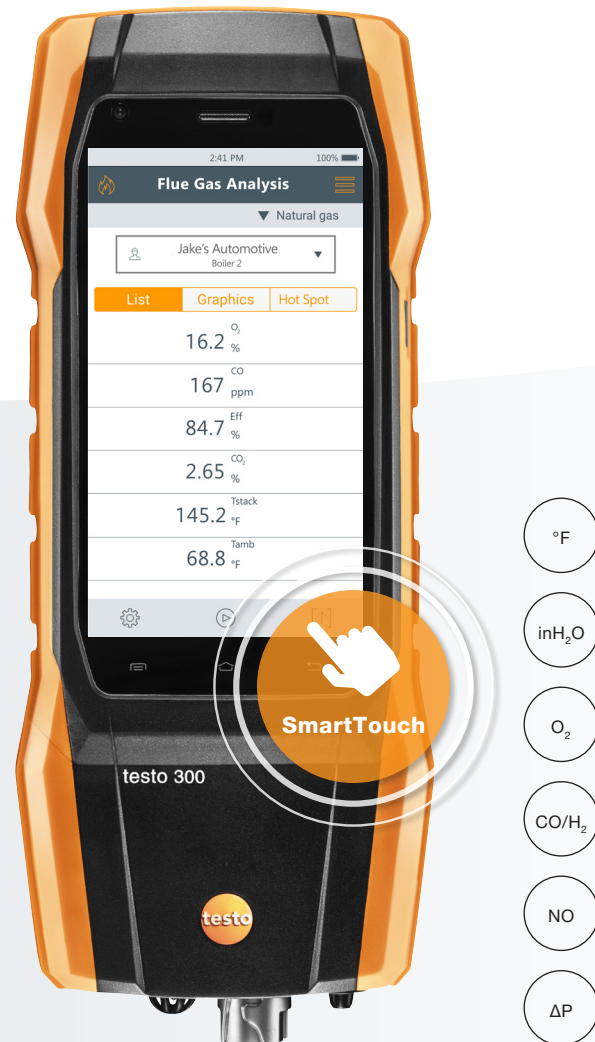 2:41 PM 100%
Flue Gas Analysis
▼ Natural gas
Jake's Automotive ▼
Boiler 2
List Graphics Hot Spot
16.2 O₂ %
167 CO ppm
84.7 Eff %
2.65 CO₂ %
145.2 Tstack °F
68.8 Tamb °F
SmartTouch
testo 300
testo
°F
inH₂O
O₂
CO/H₂
NO
ΔP